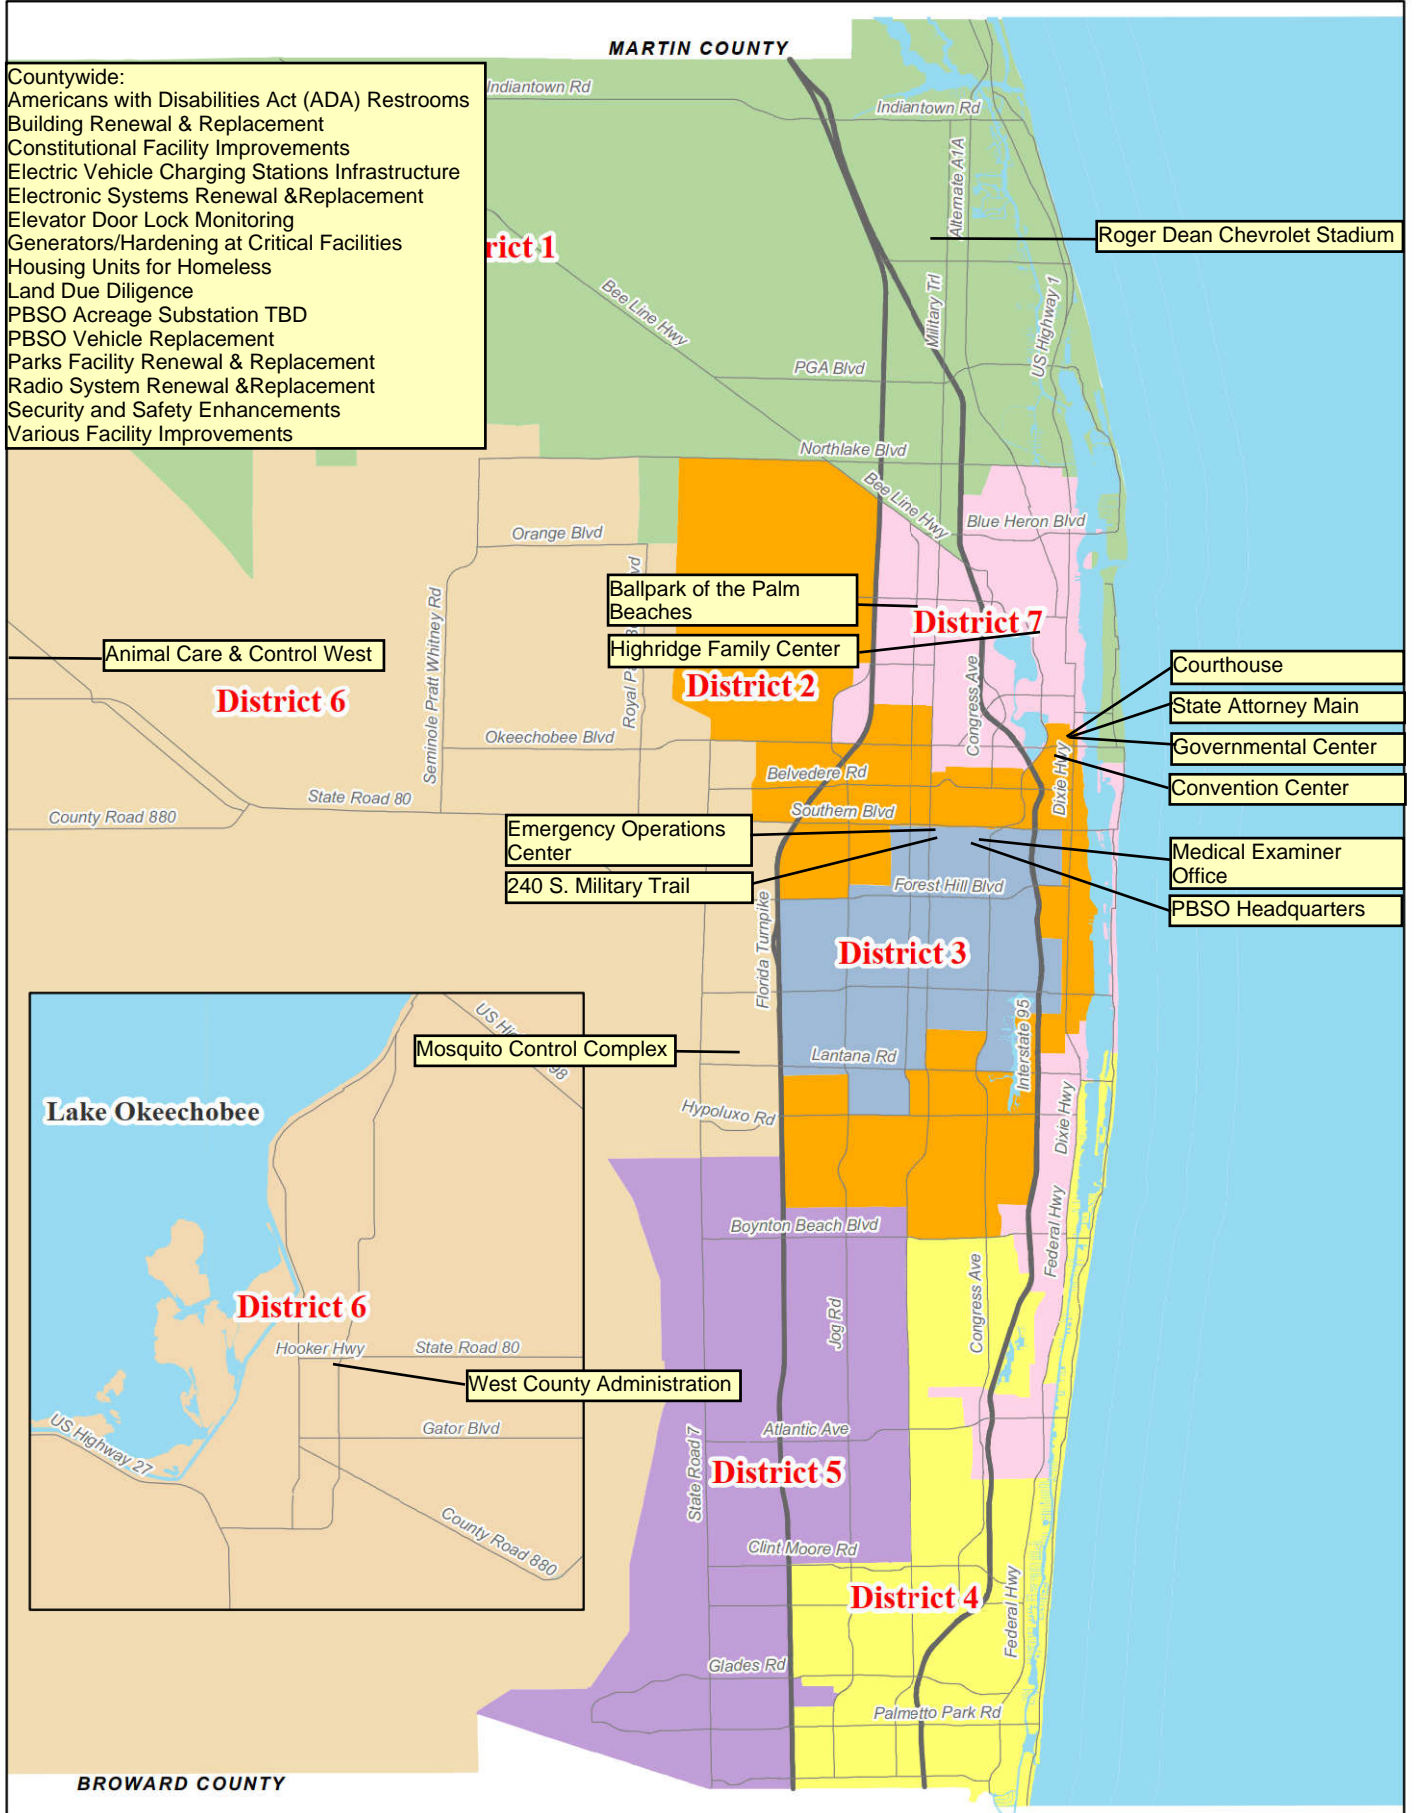 MARTIN COUNTY
Countywide:
Americans with Disabilities Act (ADA) Restrooms
Building Renewal & Replacement
Constitutional Facility Improvements
Electric Vehicle Charging Stations Infrastructure
Electronic Systems Renewal &Replacement
Elevator Door Lock Monitoring
Generators/Hardening at Critical Facilities
Housing Units for Homeless
Land Due Diligence
PBSO Acreage Substation TBD
PBSO Vehicle Replacement
Parks Facility Renewal & Replacement
Radio System Renewal &Replacement
Security and Safety Enhancements
Various Facility Improvements
Indiantown Rd
Indiantown Rd
Alternate A1A
Roger Dean Chevrolet Stadium
rict 1
Bee Line Hwy
Military Trl
US Highway 1
PGA Blvd
Northlake Blvd
Bee Line Hwy
Blue Heron Blvd
Orange Blvd
Seminole Pratt Whitney Rd
Ballpark of the Palm
Beaches
District 7
Highridge Family Center
Animal Care & Control West
District 6
District 2
Courthouse
State Attorney Main
Governmental Center
Convention Center
Congress Ave
Dixie Hwy
Okeechobee Blvd
Belvedere Rd
State Road 80
County Road 880
Southern Blvd
Emergency Operations
Center
240 S. Military Trail
Medical Examiner
Office
PBSO Headquarters
Forest Hill Blvd
Florida Turnpike
District 3
Interstate 95
US Hi
98
Mosquito Control Complex
Lantana Rd
Lake Okeechobee
Hypoluxo Rd
Dixie Hwy
Federal Hwy
Boynton Beach Blvd
Congress Ave
Jog Rd
District 6
Hooker Hwy
State Road 80
West County Administration
Gator Blvd
US Highway 27
Atlantic Ave
State Road 7
District 5
County Road 880
Clint Moore Rd
District 4
Federal Hwy
Glades Rd
Palmetto Park Rd
BROWARD COUNTY